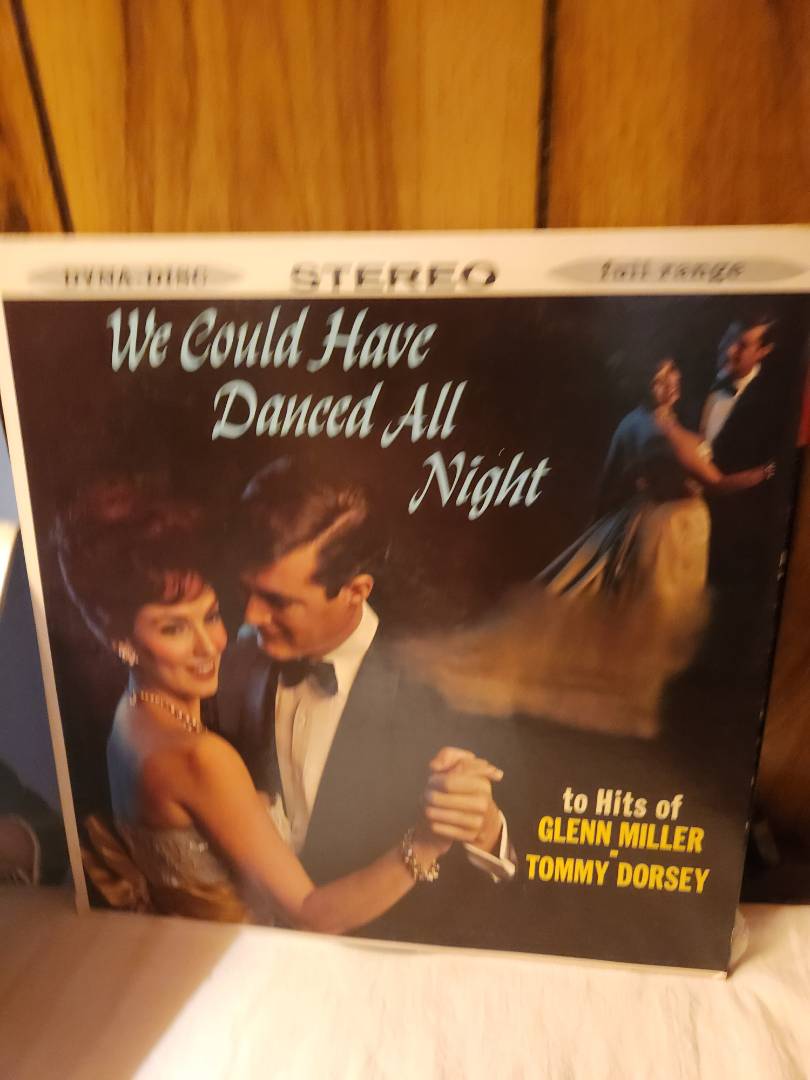 DYNA-DISC STEREO full range
We Could Have
Danced All
Night
to Hits of
GLENN MILLER
-
TOMMY DORSEY